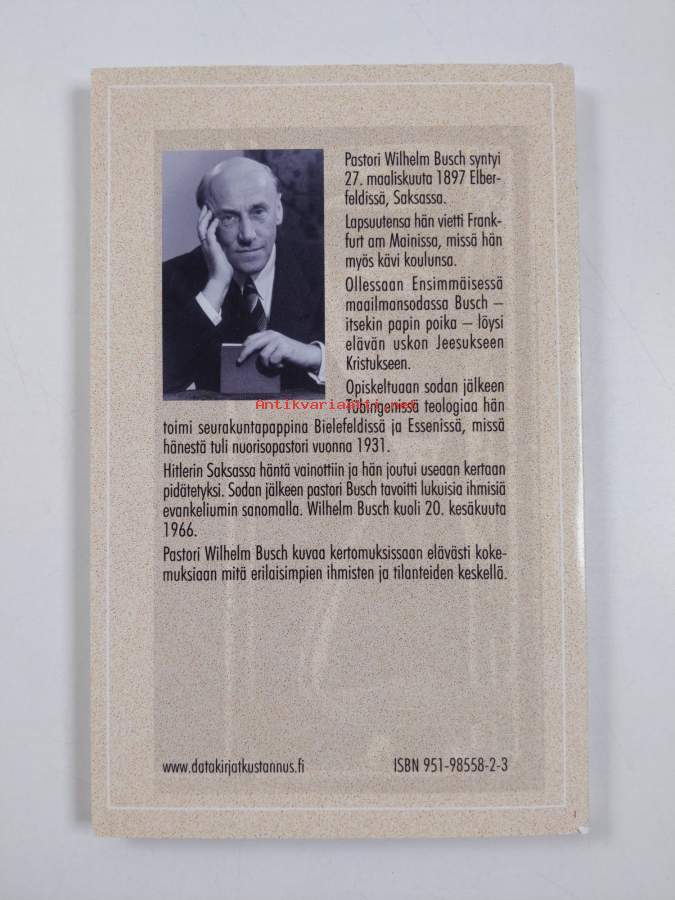 Pastori Wilhelm Busch syntyi
27. maaliskuuta 1897 Elber-
feldissä, Saksassa.
Lapsuutensa hän vietti Frank-
furt am Mainissa, missä hän
myös kävi koulunsa.
Ollessaan Ensimmäisessä
maailmansodassa Busch –
itsekin papin poika – löysi
elävän uskon Jeesukseen
Kristukseen.
Opiskeltuaan sodan jälkeen
Antikvariaatti.net
Tübingenissä teologiaa hän
toimi seurakuntapappina Bielefeldissä ja Essenissä, missä
hänestä tuli nuorisopastori vuonna 1931.
Hitlerin Saksassa häntä vainottiin ja hän joutui useaan kertaan
pidätetyksi. Sodan jälkeen pastori Busch tavoitti lukuisia ihmisiä
evankeliumin sanomalla. Wilhelm Busch kuoli 20. kesäkuuta
1966.
Pastori Wilhelm Busch kuvaa kertomuksissaan elävästi koke-
muksiaan mitä erilaisimpien ihmisten ja tilanteiden keskellä.
www.datakirjatkustannus.fi
ISBN 951-98558-2-3